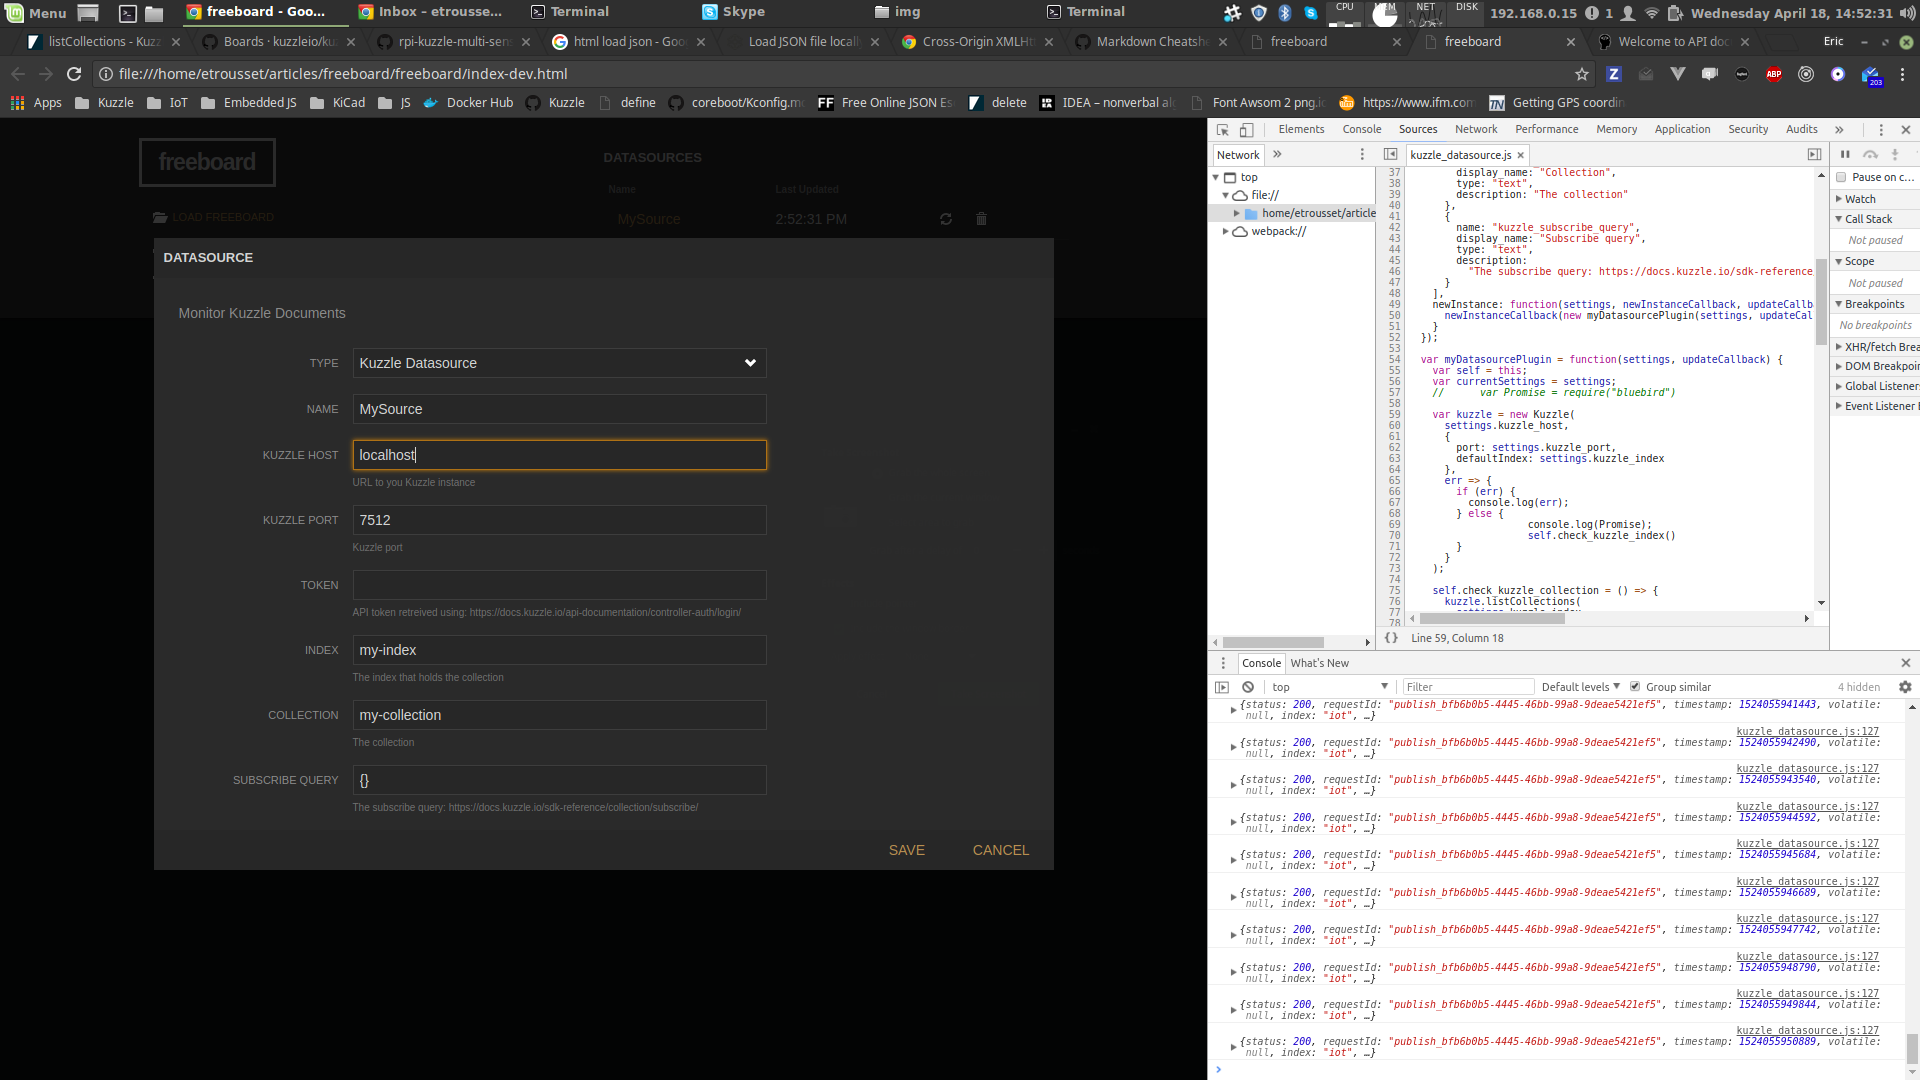 Menu
freeboard - Goo...
Inbox – etrousse...
Terminal
Skype
img
Terminal
CPU
MEM
NET
DISK
192.168.0.15
1
Wednesday April 18, 14:52:31
listCollections - Kuzz
Boards · kuzzleio/ku
rpi-kuzzle-multi-sen
html load json - Goo
Load JSON file locall
Cross-Origin XMLHt
Markdown Cheatshe
freeboard
freeboard
Welcome to API doc
Eric
file:///home/etrousset/articles/freeboard/freeboard/index-dev.html
Apps
Kuzzle
IoT
Embedded JS
KiCad
JS
Docker Hub
Kuzzle
define
coreboot/Kconfig.m
Free Online JSON Es
delete
IDEA – nonverbal al
Font Awsom 2 png.i
https://www.ifm.com
Getting GPS coordin
freeboard
LOAD FREEBOARD
DATASOURCES
Name
Last Updated
MySource
2:52:31 PM
DATASOURCE
Monitor Kuzzle Documents
TYPE
Kuzzle Datasource
NAME
MySource
KUZZLE HOST
localhost
URL to you Kuzzle instance
KUZZLE PORT
7512
Kuzzle port
TOKEN
API token retreived using: https://docs.kuzzle.io/api-documentation/controller-auth/login/
INDEX
my-index
The index that holds the collection
COLLECTION
my-collection
The collection
SUBSCRIBE QUERY
{}
The subscribe query: https://docs.kuzzle.io/sdk-reference/collection/subscribe/
SAVE
CANCEL
Elements
Console
Sources
Network
Performance
Memory
Application
Security
Audits
Network
top
file://
home/etrousset/article
webpack://
kuzzle_datasource.js
37 display_name: "Collection",
38 type: "text",
39 description: "The collection"
40 },
41 {
42 name: "kuzzle_subscribe_query",
43 display_name: "Subscribe query",
44 type: "text",
45 description:
46 "The subscribe query: https://docs.kuzzle.io/sdk-reference
47 }
48 ],
49 newInstance: function(settings, newInstanceCallback, updateCallb
50 newInstanceCallback(new myDatasourcePlugin(settings, updateCal
51 }
52 });
53
54 var myDatasourcePlugin = function(settings, updateCallback) {
55 var self = this;
56 var currentSettings = settings;
57 // var Promise = require("bluebird")
58
59 var kuzzle = new Kuzzle(
60 settings.kuzzle_host,
61 {
62 port: settings.kuzzle_port,
63 defaultIndex: settings.kuzzle_index
64 },
65 err => {
66 if (err) {
67 console.log(err);
68 } else {
69 console.log(Promise);
70 self.check_kuzzle_index()
71 }
72 }
73 );
74
75 self.check_kuzzle_collection = () => {
76 kuzzle.listCollections(
77 settings.kuzzle_index
78
{} Line 59, Column 18
Pause on c...
Watch
Call Stack
Not paused
Scope
Not paused
Breakpoints
No breakpoints
XHR/fetch Brea
DOM Breakpoin
Global Listener
Event Listener B
Console
What's New
top
Filter
Default levels
Group similar
4 hidden
{status: 200, requestId: "publish_bfb6b0b5-4445-46bb-99a8-9deae5421ef5", timestamp: 1524055941443, volatile:
null, index: "iot", …}
kuzzle_datasource.js:127
{status: 200, requestId: "publish_bfb6b0b5-4445-46bb-99a8-9deae5421ef5", timestamp: 1524055942490, volatile:
null, index: "iot", …}
kuzzle_datasource.js:127
{status: 200, requestId: "publish_bfb6b0b5-4445-46bb-99a8-9deae5421ef5", timestamp: 1524055943540, volatile:
null, index: "iot", …}
kuzzle_datasource.js:127
{status: 200, requestId: "publish_bfb6b0b5-4445-46bb-99a8-9deae5421ef5", timestamp: 1524055944592, volatile:
null, index: "iot", …}
kuzzle_datasource.js:127
{status: 200, requestId: "publish_bfb6b0b5-4445-46bb-99a8-9deae5421ef5", timestamp: 1524055945684, volatile:
null, index: "iot", …}
kuzzle_datasource.js:127
{status: 200, requestId: "publish_bfb6b0b5-4445-46bb-99a8-9deae5421ef5", timestamp: 1524055946689, volatile:
null, index: "iot", …}
kuzzle_datasource.js:127
{status: 200, requestId: "publish_bfb6b0b5-4445-46bb-99a8-9deae5421ef5", timestamp: 1524055947742, volatile:
null, index: "iot", …}
kuzzle_datasource.js:127
{status: 200, requestId: "publish_bfb6b0b5-4445-46bb-99a8-9deae5421ef5", timestamp: 1524055948790, volatile:
null, index: "iot", …}
kuzzle_datasource.js:127
{status: 200, requestId: "publish_bfb6b0b5-4445-46bb-99a8-9deae5421ef5", timestamp: 1524055949844, volatile:
null, index: "iot", …}
kuzzle_datasource.js:127
{status: 200, requestId: "publish_bfb6b0b5-4445-46bb-99a8-9deae5421ef5", timestamp: 1524055950889, volatile:
null, index: "iot", …}